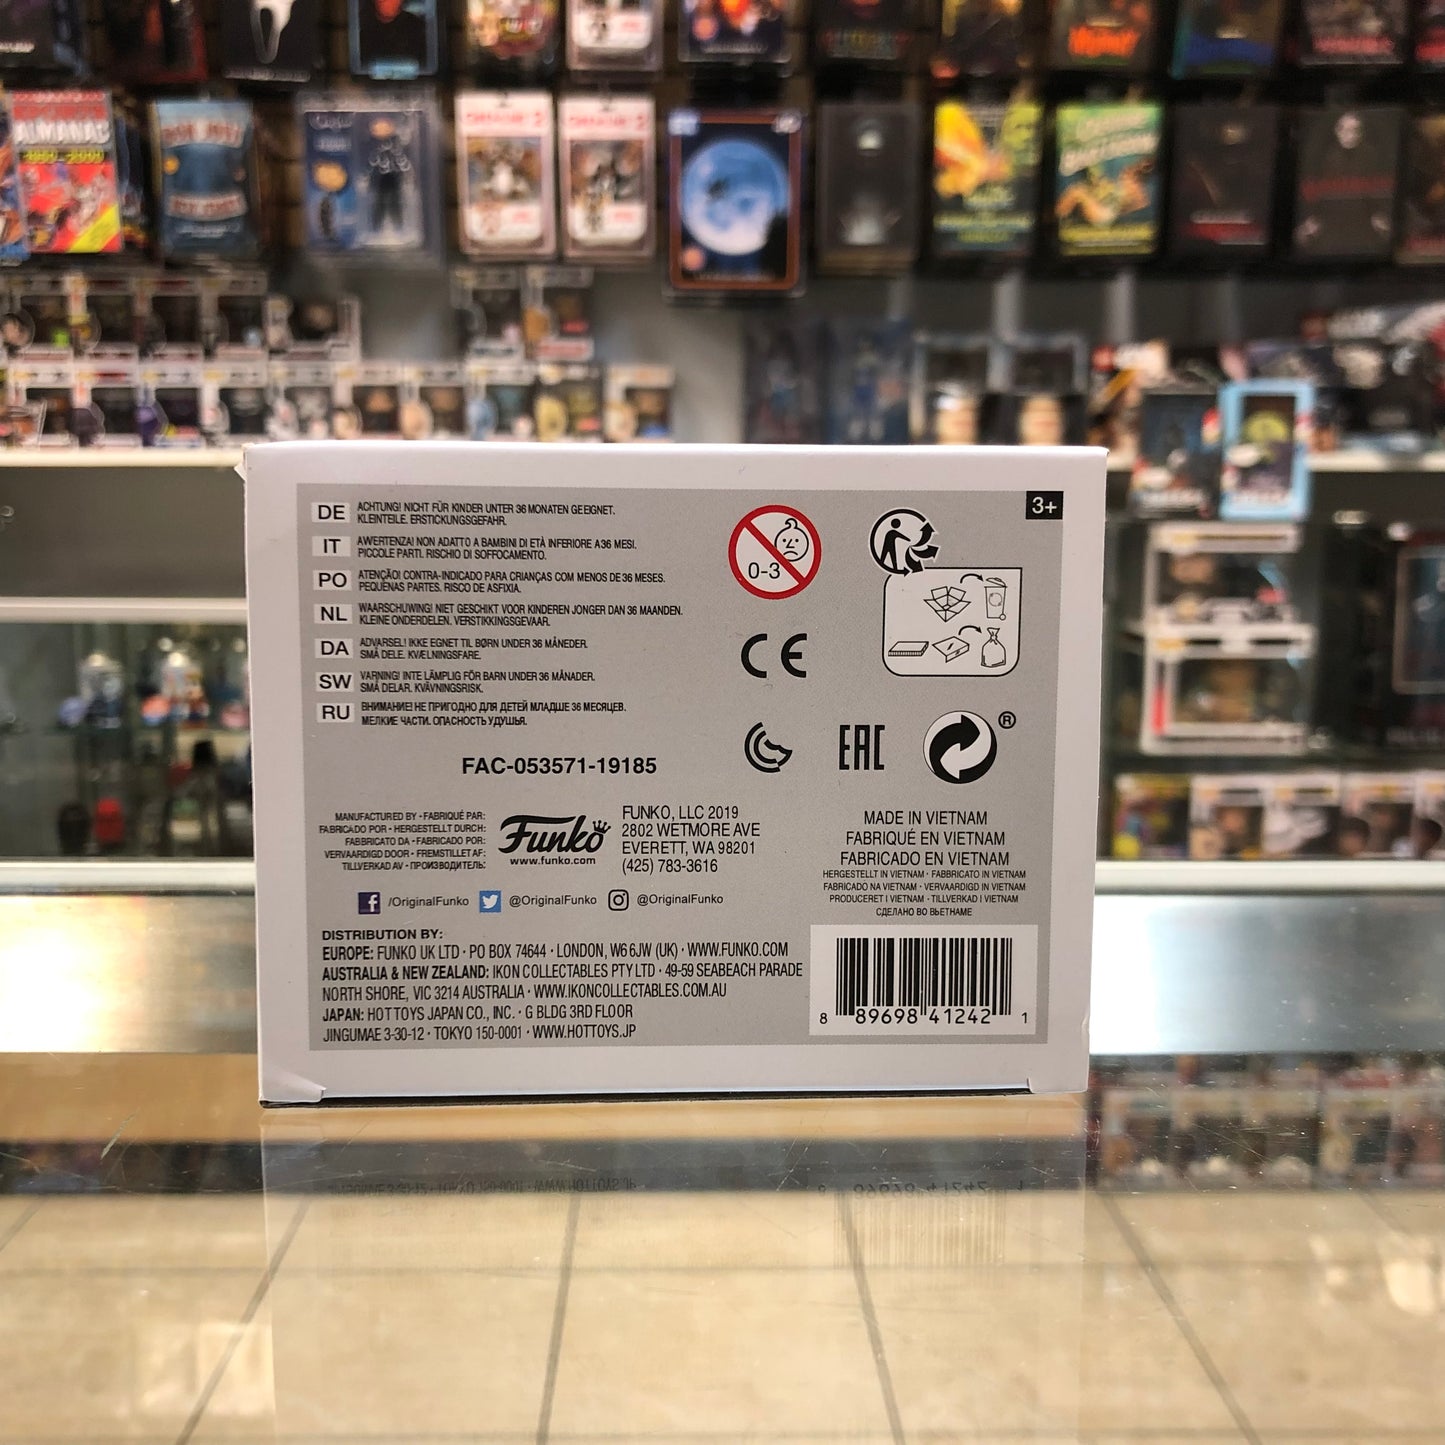 DE ACHTUNG! NICHT FÜR KINDER UNTER 36 MONATEN GEEIGNET.
KLEINTEILE. ERSTICKUNGSGEFAHR.
IT AWERTENZA! NON ADATTO A BAMBINI DI ETÀ INFERIORE A 36 MESI.
PICCOLE PARTI. RISCHIO DI SOFFOCAMENTO.
PO ATENÇÃO! CONTRA-INDICADO PARA CRIANÇAS COM MENOS DE 36 MESES.
PEQUENAS PARTES. RISCO DE ASFIXIA.
NL WAARSCHUWING! NIET GESCHIKT VOOR KINDEREN JONGER DAN 36 MAANDEN.
KLEINE ONDERDELEN. VERSTIKKINGSGEVAAR.
DA ADVARSEL! IKKE EGNET TIL BØRN UNDER 36 MÅNEDER.
SMÅ DELE. KVÆLNINGSFARE.
SW VARNING! INTE LÄMPLIG FÖR BARN UNDER 36 MÅNADER.
SMÅ DELAR. KVÄVNINGSRISK.
RU ВНИМАНИЕ! НЕ ПРИГОДНО ДЛЯ ДЕТЕЙ МЛАДШЕ 36 МЕСЯЦЕВ.
МЕЛКИЕ ЧАСТИ. ОПАСНОСТЬ УДУШЬЯ.
0-3
3+
CE
EAC
®
FAC-053571-19185
MANUFACTURED BY • FABRIQUÉ PAR:
FABRICADO POR • HERGESTELLT DURCH:
FABBRICATO DA • FABRICADO POR:
VERVAARDIGD DOOR • FREMSTILLET AF:
TILLVERKAD AV • ПРОИЗВОДИТЕЛЬ:
Funko
www.funko.com
FUNKO, LLC 2019
2802 WETMORE AVE
EVERETT, WA 98201
(425) 783-3616
MADE IN VIETNAM
FABRIQUÉ EN VIETNAM
FABRICADO EN VIETNAM
HERGESTELLT IN VIETNAM • FABBRICATO IN VIETNAM
FABRICADO NA VIETNAM • VERVAARDIGD IN VIETNAM
PRODUCERET I VIETNAM • TILLVERKAD I VIETNAM
СДЕЛАНО ВО ВЬЕТНАМЕ
/OriginalFunko @OriginalFunko @OriginalFunko
DISTRIBUTION BY:
EUROPE: FUNKO UK LTD • PO BOX 74644 • LONDON, W6 6JW (UK) • WWW.FUNKO.COM
AUSTRALIA & NEW ZEALAND: IKON COLLECTABLES PTY LTD • 49-59 SEABEACH PARADE
NORTH SHORE, VIC 3214 AUSTRALIA • WWW.IKONCOLLECTABLES.COM.AU
JAPAN: HOT TOYS JAPAN CO., INC. • G BLDG 3RD FLOOR
JINGUMAE 3-30-12 • TOKYO 150-0001 • WWW.HOTTOYS.JP
8 89698 41242 1
SPORTS
ALMANAC
1950-2000